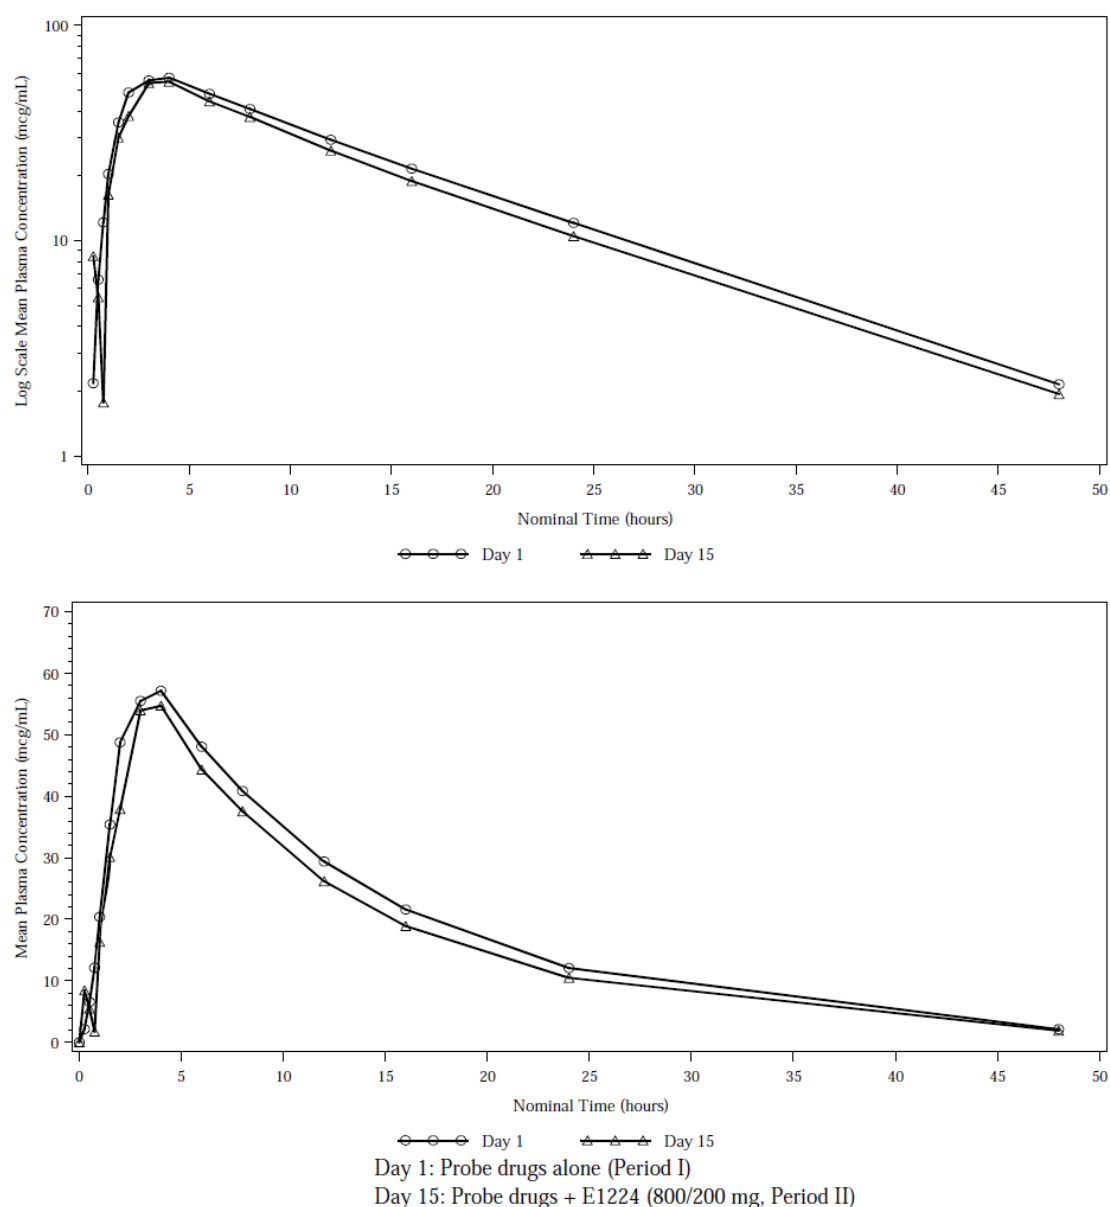 100
10
1
Log Scale Mean Plasma Concentration (mcg/mL)
0 5 10 15 20 25 30 35 40 45 50
Nominal Time (hours)
Day 1 Day 15
70
60
50
40
30
20
10
0
Mean Plasma Concentration (mcg/mL)
0 5 10 15 20 25 30 35 40 45 50
Nominal Time (hours)
Day 1 Day 15
Day 1: Probe drugs alone (Period I)
Day 15: Probe drugs + E1224 (800/200 mg, Period II)